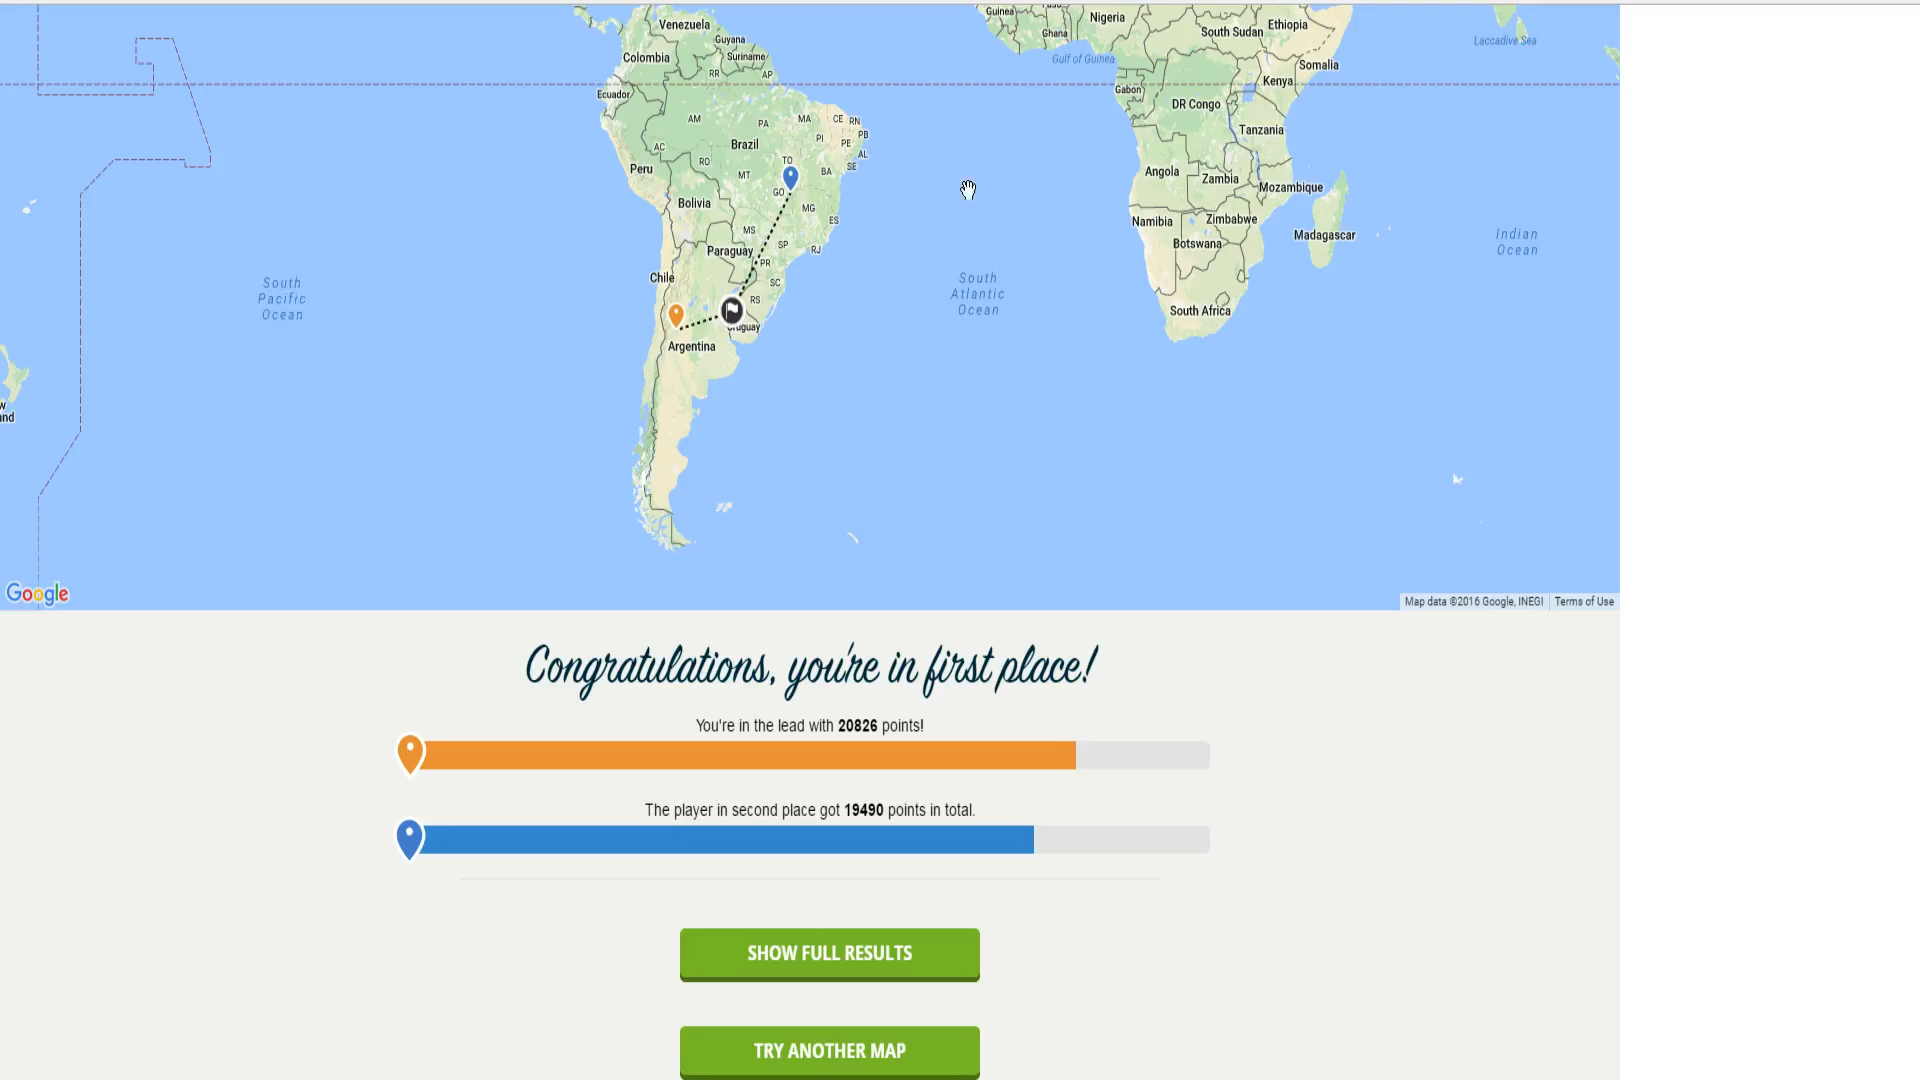 Venezuela
Guyana
Suriname
Colombia
RR
AP
Ecuador
AM
PA
MA
CE
RN
PB
PI
PE
AL
SE
Brazil
AC
RO
TO
BA
Peru
MT
GO
Bolivia
MG
ES
MS
SP
RJ
Paraguay
PR
Chile
SC
RS
Uruguay
Argentina
Guinea
Ghana
Nigeria
Gulf of Guinea
Ethiopia
South Sudan
Somalia
Kenya
Gabon
DR Congo
Tanzania
Angola
Zambia
Mozambique
Namibia
Zimbabwe
Botswana
Madagascar
South Africa
Laccadive Sea
Indian
Ocean
South
Pacific
Ocean
South
Atlantic
Ocean
w
and
Google
Map data ©2016 Google, INEGI
Terms of Use
Congratulations, you're in first place!
You're in the lead with 20826 points!
The player in second place got 19490 points in total.
SHOW FULL RESULTS
TRY ANOTHER MAP